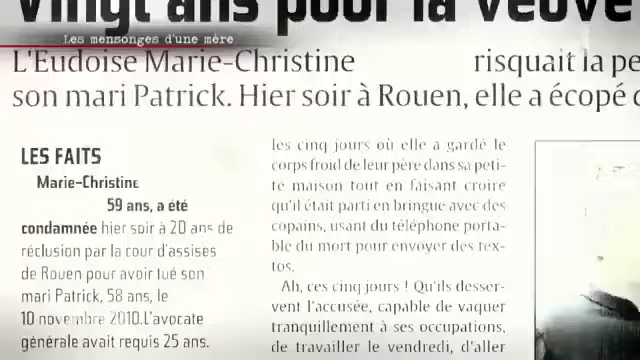 Vingt ans pour la veuve
Les mensonges d'une mère
L'Eudoise Marie-Christine risquait la pe
son mari Patrick. Hier soir à Rouen, elle a écopé d
LES FAITS
Marie-Christine
59 ans, a été
condamnée hier soir à 20 ans de
réclusion par la cour d'assises
de Rouen pour avoir tué son
mari Patrick, 58 ans, le
10 novembre 2010.L'avocate
générale avait requis 25 ans.
les cinq jours où elle a gardé le
corps froid de leur père dans sa peti-
te maison tout en faisant croire
qu'il était parti en bringue avec des
copains, usant du téléphone porta-
ble du mort pour envoyer des tex-
tos.
Ah, ces cinq jours ! Qu'ils desser-
vent l'accusée, capable de vaquer
tranquillement à ses occupations,
de travailler le vendredi, d'aller